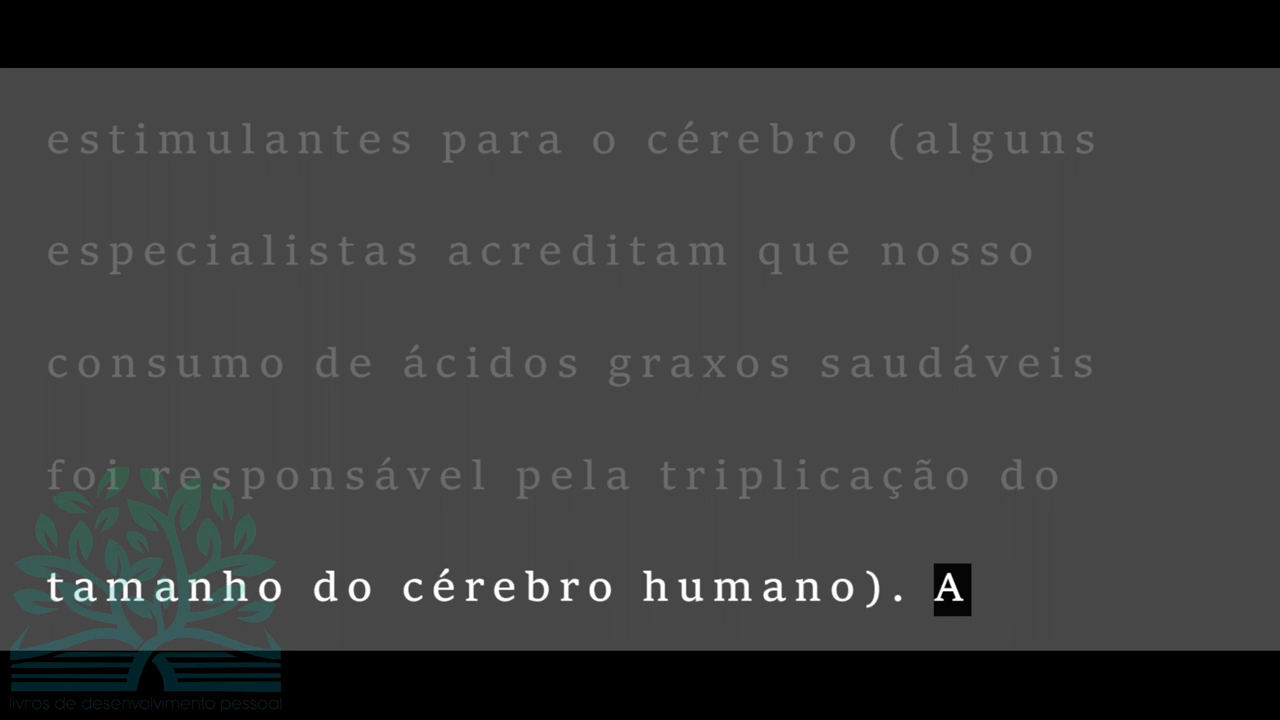 estimulantes para o cérebro (alguns
especialistas acreditam que nosso
consumo de ácidos graxos saudáveis
foi responsável pela triplicação do
tamanho do cérebro humano). A
livros de desenvolvimento pessoal